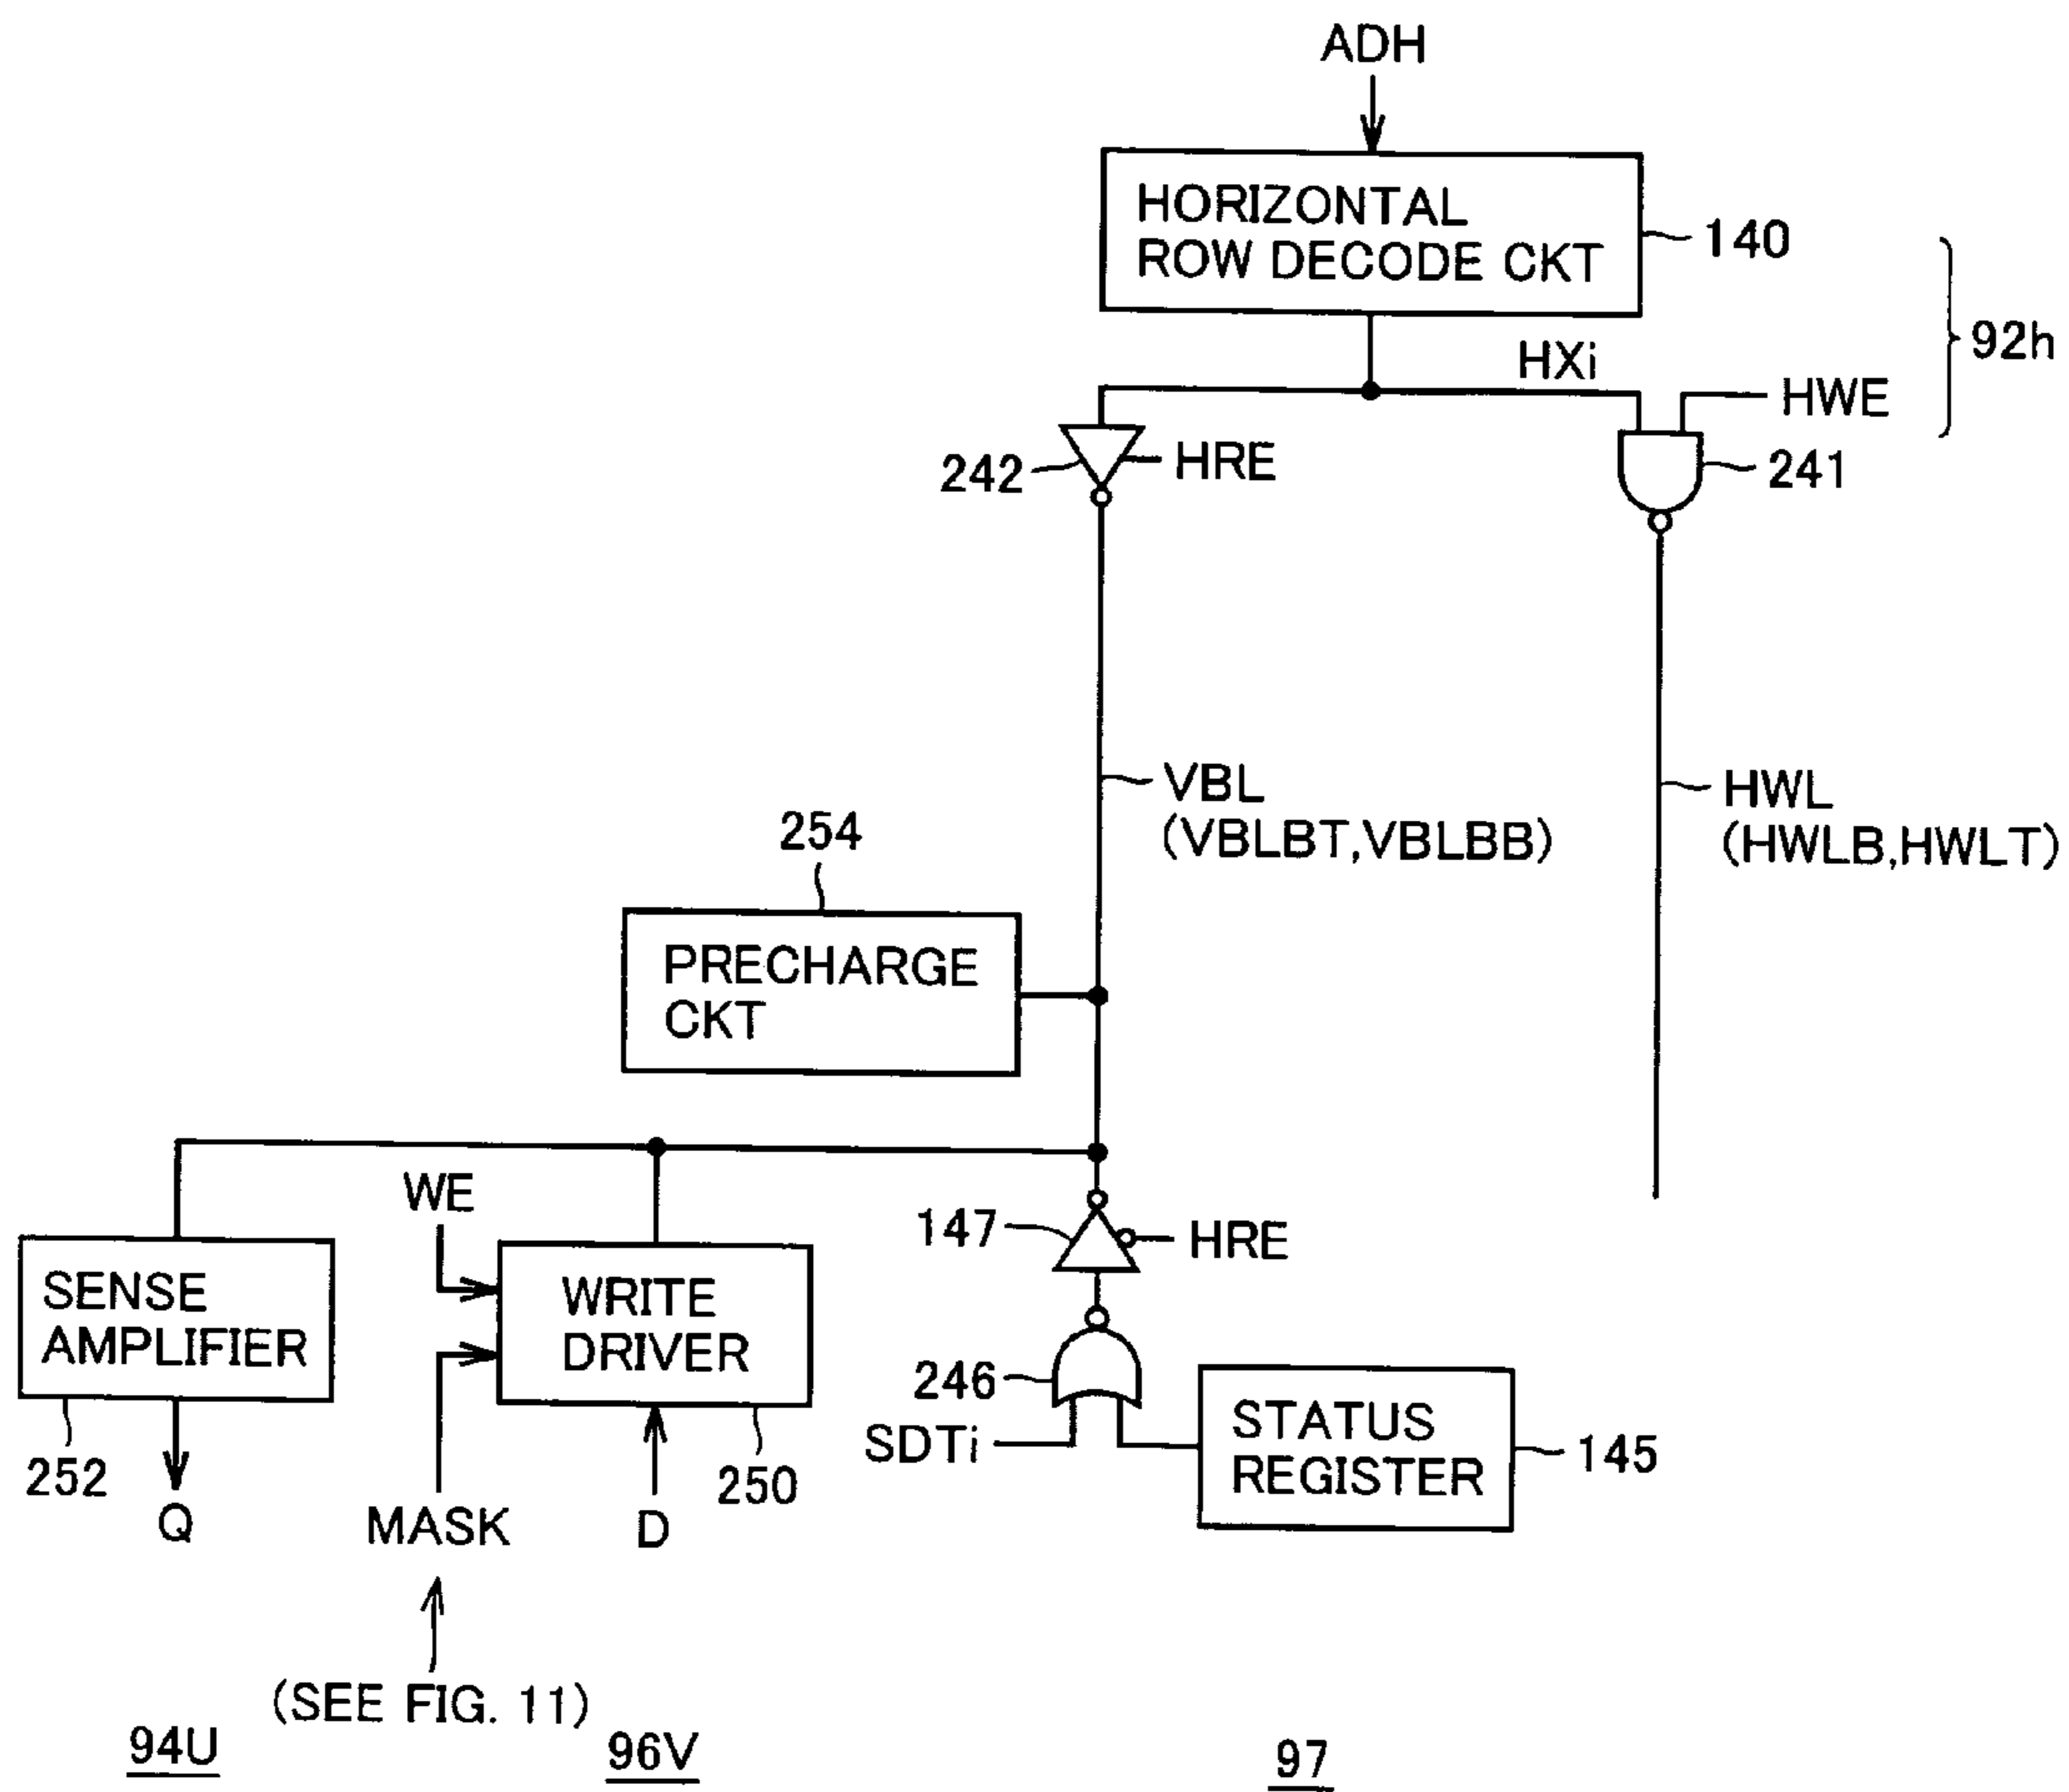 ADH
HORIZONTAL
ROW DECODE CKT
140
92h
HXi
HWE
242
HRE
241
VBL
(VBLBT,VBLBB)
HWL
(HWLB,HWLT)
254
PRECHARGE
CKT
WE
147
HRE
SENSE
AMPLIFIER
WRITE
DRIVER
246
SDTi
STATUS
REGISTER
145
252
250
Q
MASK
D
(SEE FIG. 11)
94U
96V
97